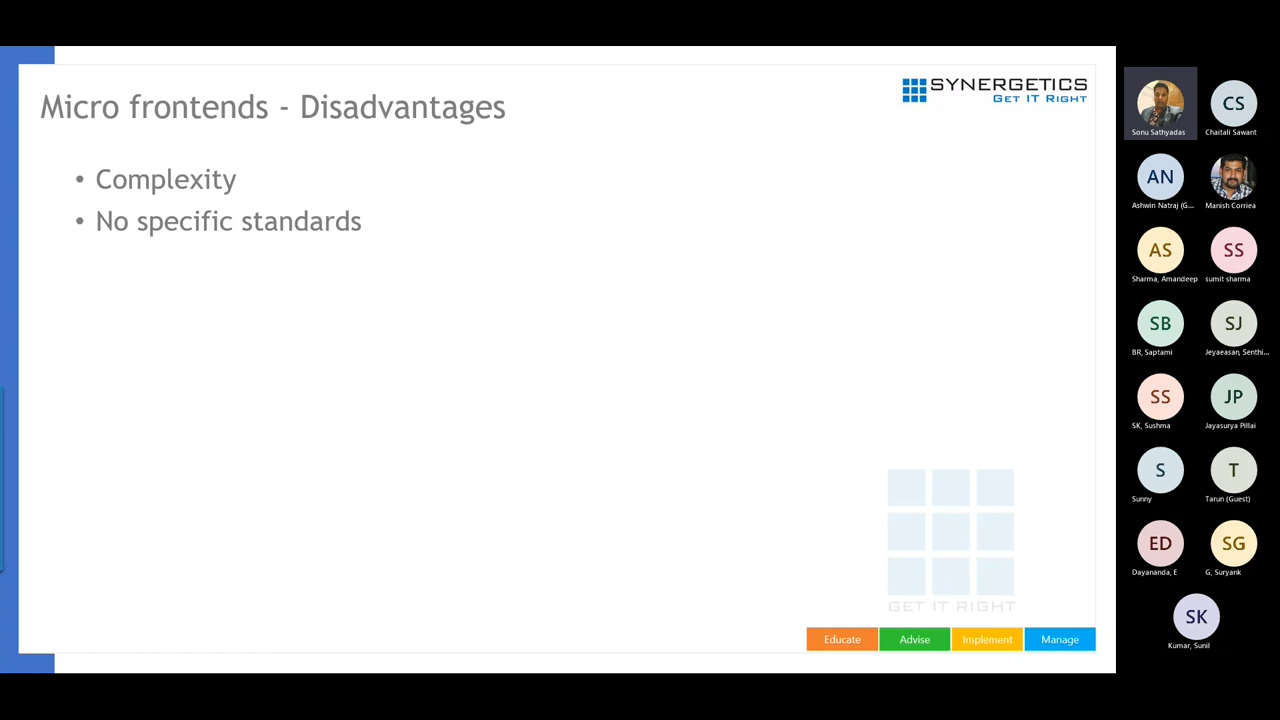 Micro frontends - Disadvantages
SYNERGETICS
GET IT RIGHT
• Complexity
• No specific standards
GET IT RIGHT
Educate
Advise
Implement
Manage
Sonu Sathyadas
CS
Chaitali Sawant
AN
Ashwin Natraj (G...
Manish Corriea
AS
Sharma, Amandeep
SS
sumit sharma
SB
BR, Saptami
SJ
Jeyaeasan, Senthi...
SS
SK, Sushma
JP
Jayasurya Pillai
S
Sunny
T
Tarun (Guest)
ED
Dayananda, E
SG
G, Suryank
SK
Kumar, Sunil